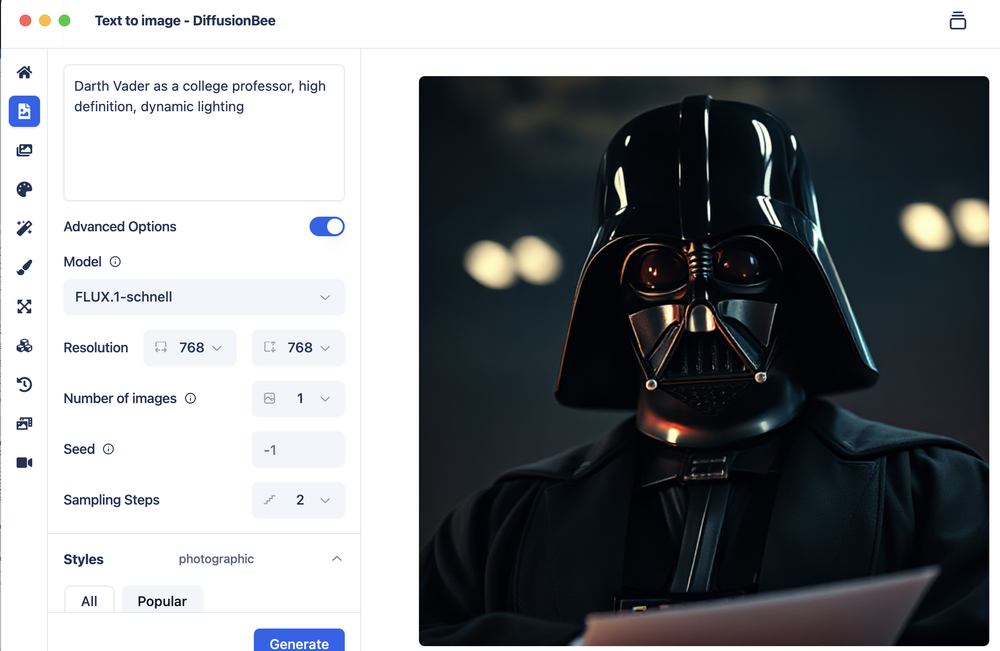 Text to image - DiffusionBee
Darth Vader as a college professor, high
definition, dynamic lighting
Advanced Options
Model
FLUX.1-schnell
Resolution 768 768
Number of images 1
Seed -1
Sampling Steps 2
Styles photographic
All Popular
Generate